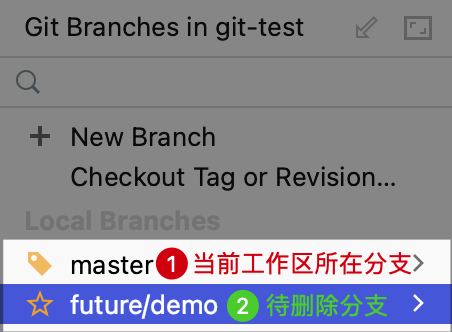 Git Branches in git-test
New Branch
Checkout Tag or Revision...
Local Branches
master 1 当前工作区所在分支
future/demo 2 待删除分支